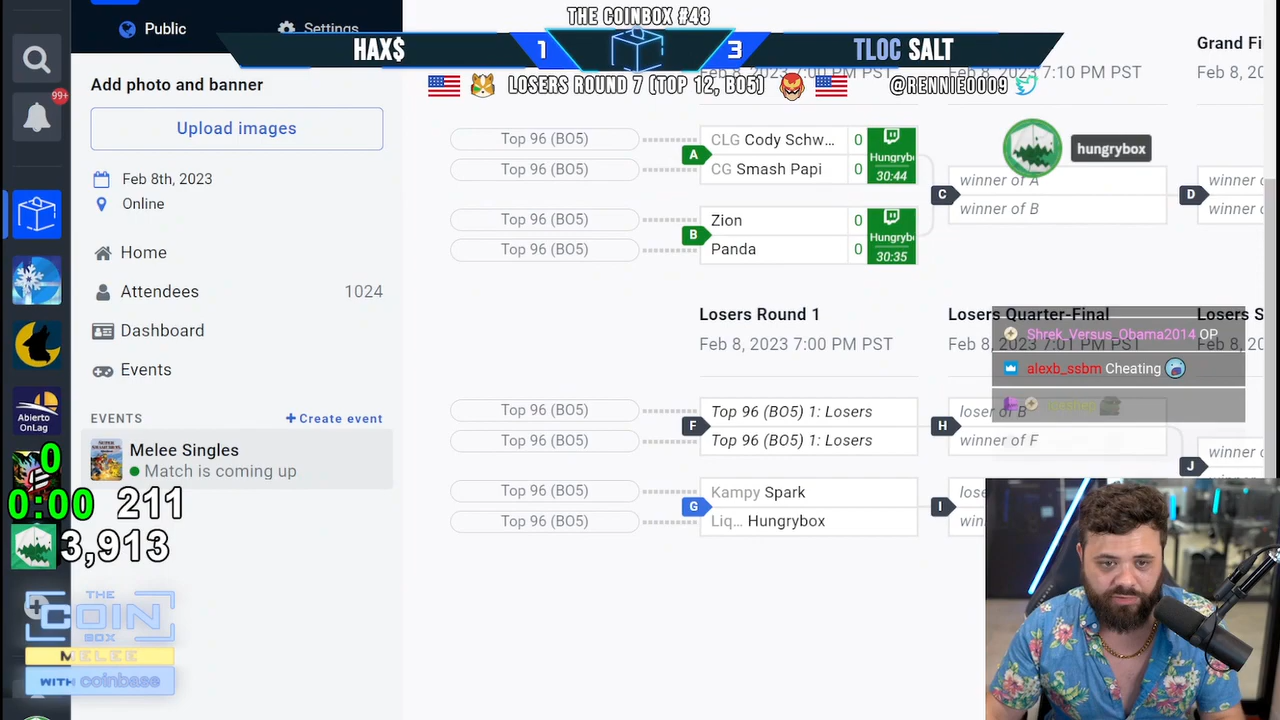 THE COINBOX #48
Public
Settings
HAX$
1
3
TLOC SALT
LOSERS ROUND 7 (TOP 12, BO5)
@RENNIE0009
Grand Fi
Feb 8, 2023 7:00 PM PST
Feb 8, 2023 7:10 PM PST
Feb 8, 20
99+
Add photo and banner
Upload images
Feb 8th, 2023
Online
Home
Attendees
1024
Dashboard
Events
EVENTS
+Create event
Melee Singles
Match is coming up
Abierto
OnLag
0
0:00 211
3,913
THE
COIN
BOX
MELEE
WITH coinbase
Top 96 (BO5)
CLG Cody Schw...
0
Top 96 (BO5)
A
CG Smash Papi
0
Hungryb
30:44
Top 96 (BO5)
Zion
0
Top 96 (BO5)
B
Panda
0
Hungryb
30:35
hungrybox
C
winner of A
winner of B
D
winner
winner
Losers Round 1
Feb 8, 2023 7:00 PM PST
Losers Quarter-Final
Feb 8, 2023 7:01 PM PST
Losers S
Feb 8, 20
Shrek_Versus_Obama2014 OP
alexb_ssbm Cheating
Top 96 (BO5)
Top 96 (BO5) 1: Losers
Top 96 (BO5)
F
Top 96 (BO5) 1: Losers
H
loser of B
winner of F
J
winner
Top 96 (BO5)
Kampy Spark
Top 96 (BO5)
G
Liq... Hungrybox
I
lose
winn